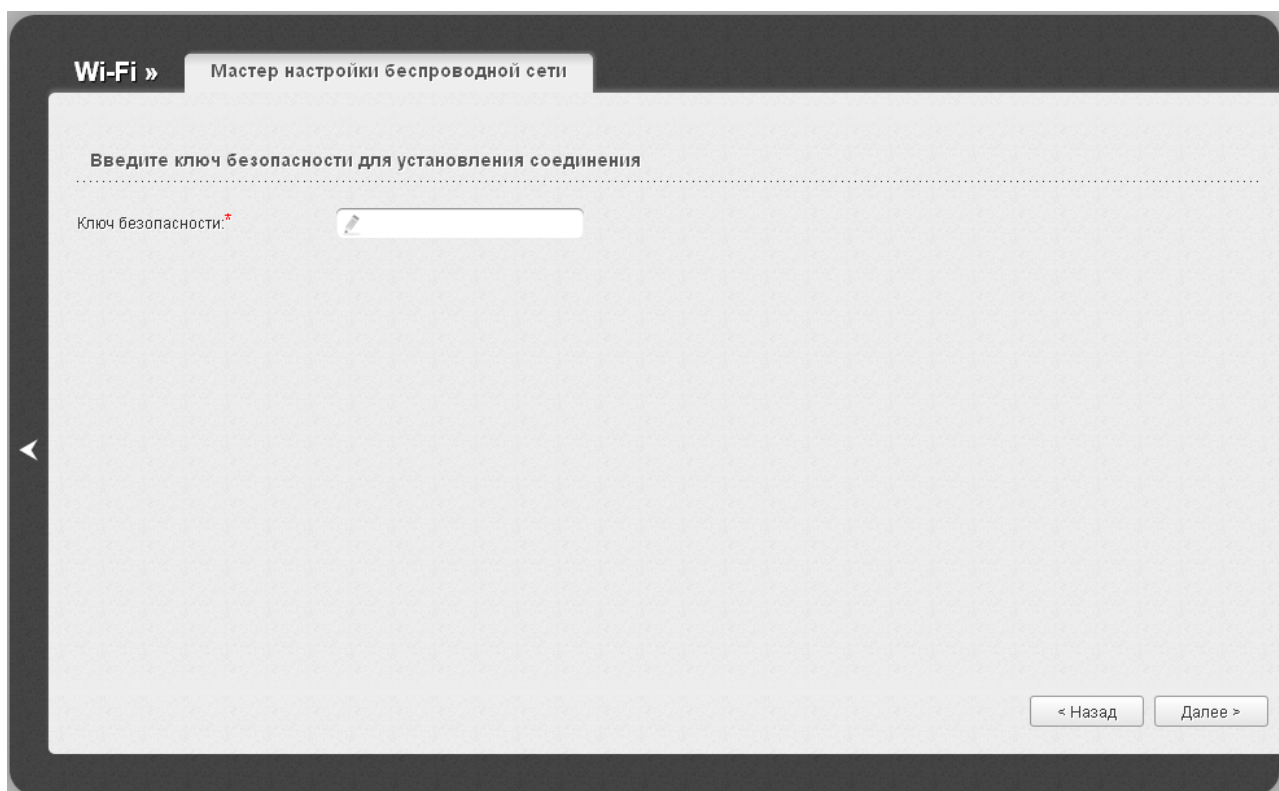 Wi-Fi » Мастер настройки беспроводной сети
Введите ключ безопасности для установления соединения
Ключ безопасности:*
< Назад Далее >